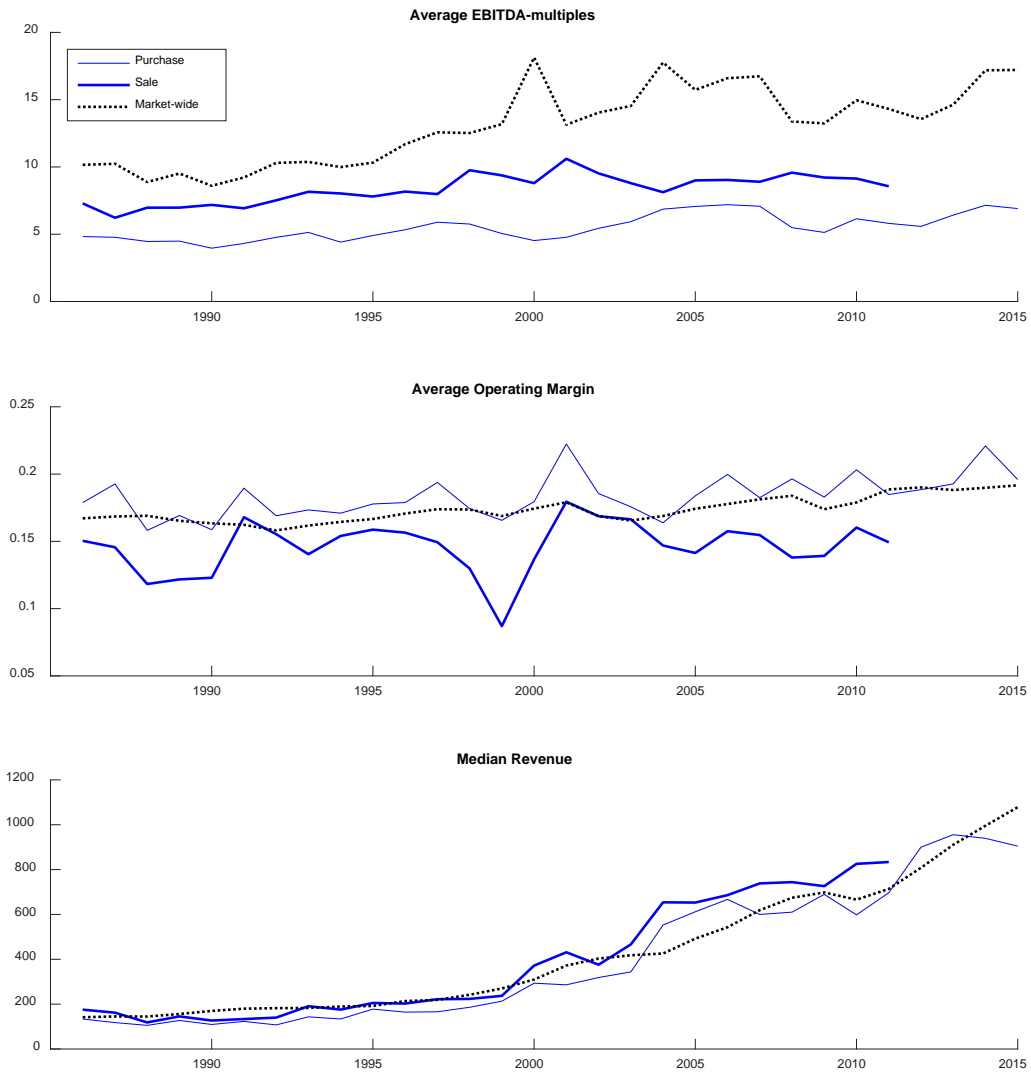 Average EBITDA-multiples
20
Purchase
Sale
Market-wide
15
10
5
0
1990 1995 2000 2005 2010 2015
Average Operating Margin
0.25
0.2
0.15
0.1
0.05
1990 1995 2000 2005 2010 2015
Median Revenue
1200
1000
800
600
400
200
0
1990 1995 2000 2005 2010 2015